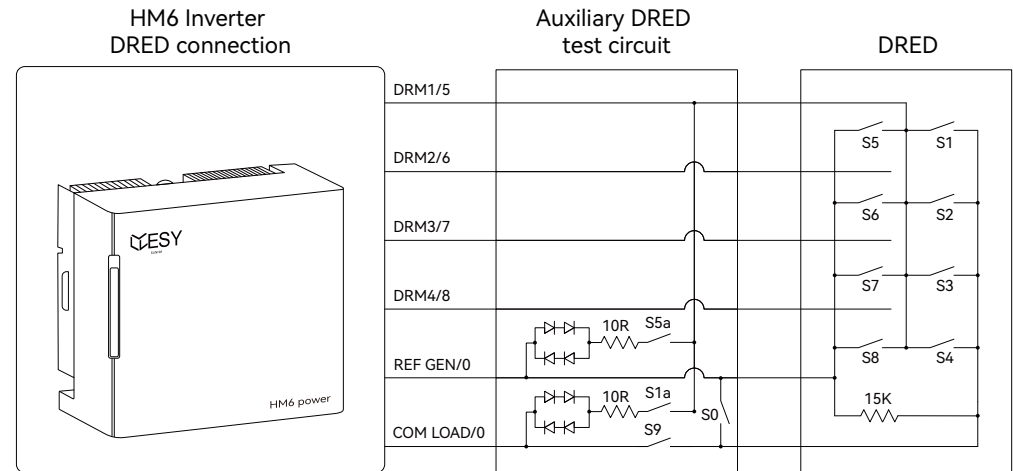 HM6 Inverter
DRED connection
Auxiliary DRED
test circuit
DRED
DRM1/5
S5
S1
DRM2/6
S6
S2
DRM3/7
ESY
S7
S3
DRM4/8
10R
S5a
S8
S4
REF GEN/0
10R
S1a
15K
HM6 power
S0
COM LOAD/0
S9